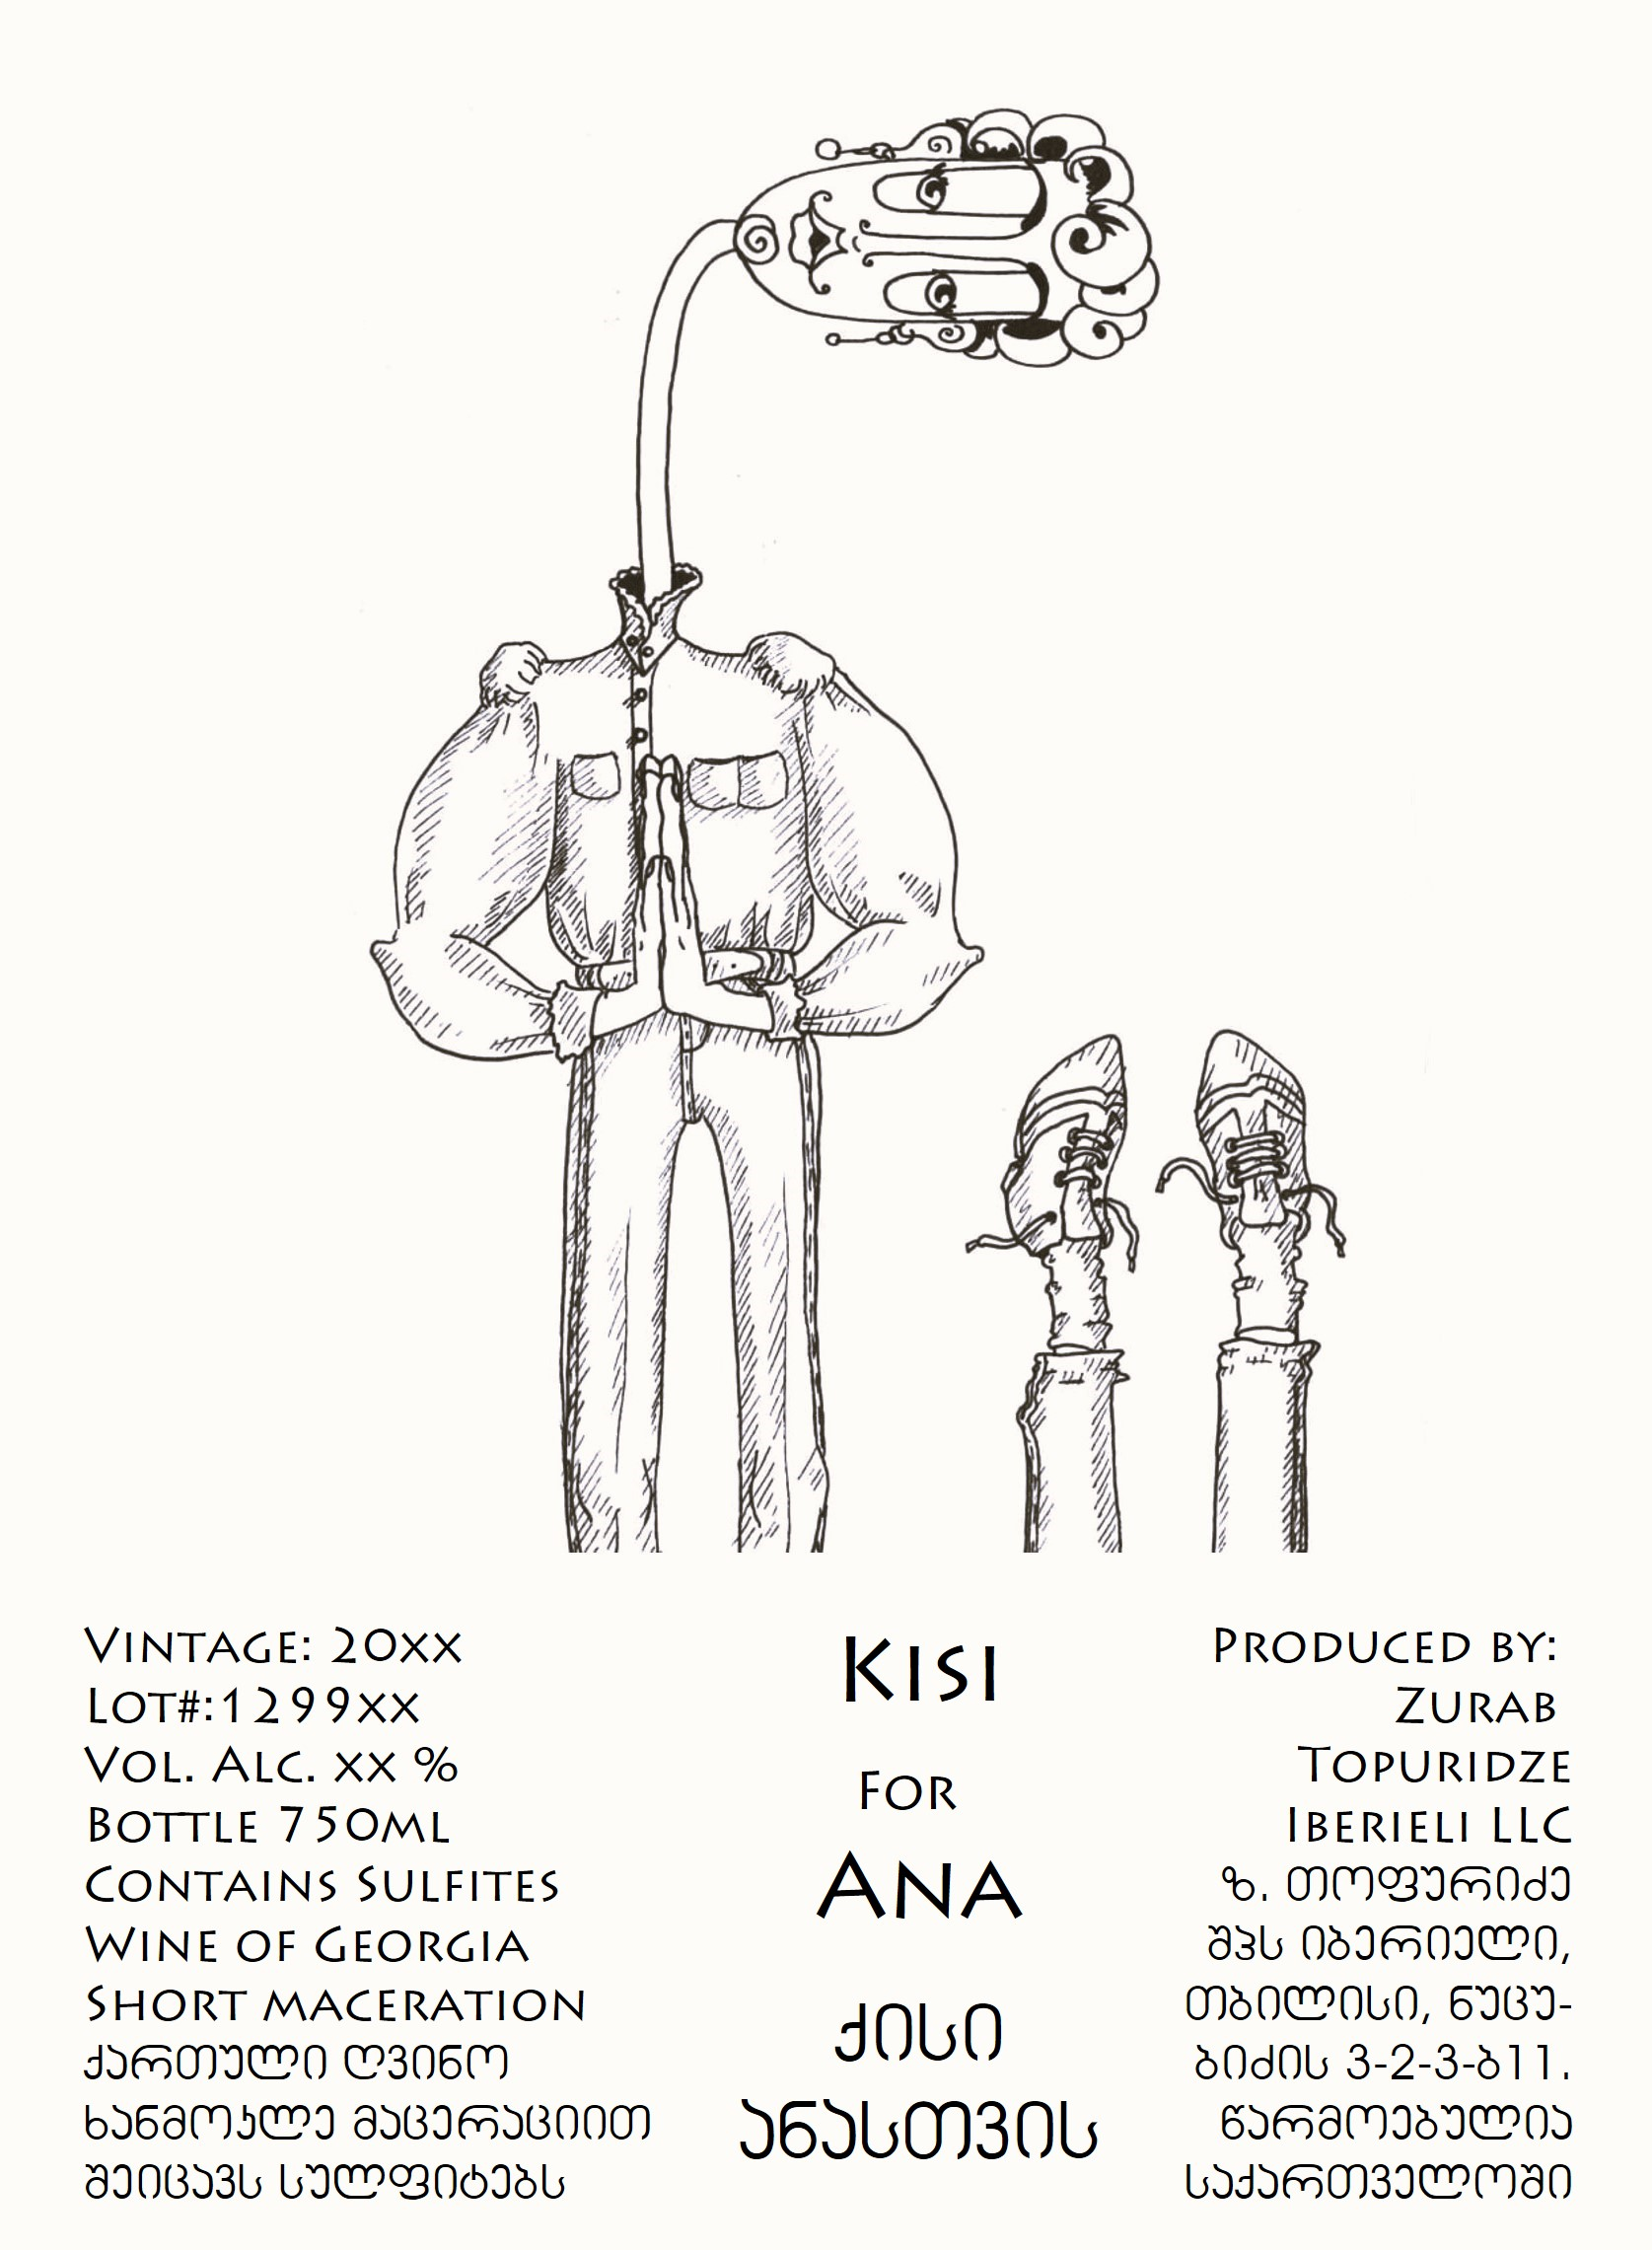 Vintage: 20xx
Lot#:1299xx
Vol. Alc. xx %
Bottle 750ml
Contains Sulfites
Wine of Georgia
Short maceration
ქართული ღვინო
ხანმოკლე მაცერაციით
შეიცავს სულფიტებს
Kisi
for
Ana
ქისი
ანასთვის
Produced by:
Zurab
Topuridze
Iberieli LLC
ზ. თოფურიძე
შპს იბერიელი,
თბილისი, ნუცუ-
ბიძის 3-2-3-ბ11.
წარმოებულია
საქართველოში